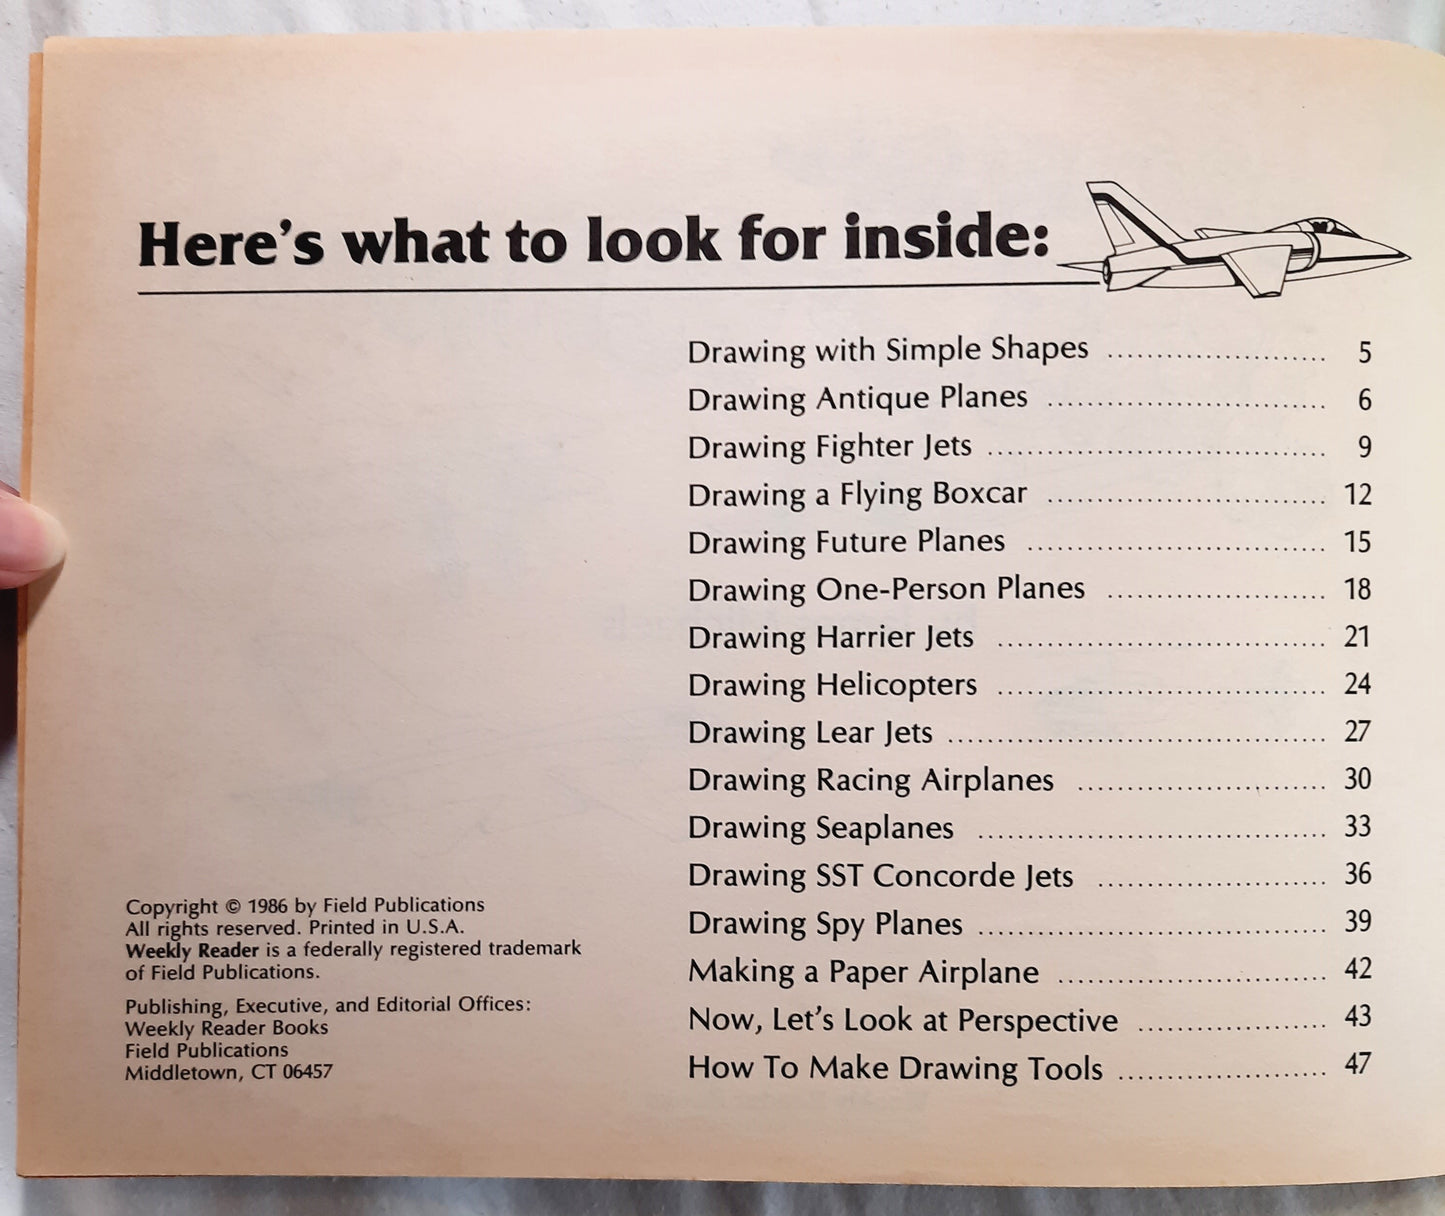 Here's what to look for inside:
Drawing with Simple Shapes ...................... 5
Drawing Antique Planes ............................ 6
Drawing Fighter Jets .................................. 9
Drawing a Flying Boxcar ............................ 12
Drawing Future Planes .............................. 15
Drawing One-Person Planes ...................... 18
Drawing Harrier Jets ................................. 21
Drawing Helicopters ................................. 24
Drawing Lear Jets ...................................... 27
Drawing Racing Airplanes ......................... 30
Drawing Seaplanes ................................... 33
Drawing SST Concorde Jets ....................... 36
Drawing Spy Planes ................................... 39
Making a Paper Airplane ........................... 42
Now, Let's Look at Perspective ................... 43
How To Make Drawing Tools ..................... 47
Copyright © 1986 by Field Publications
All rights reserved. Printed in U.S.A.
Weekly Reader is a federally registered trademark
of Field Publications.
Publishing, Executive, and Editorial Offices:
Weekly Reader Books
Field Publications
Middletown, CT 06457